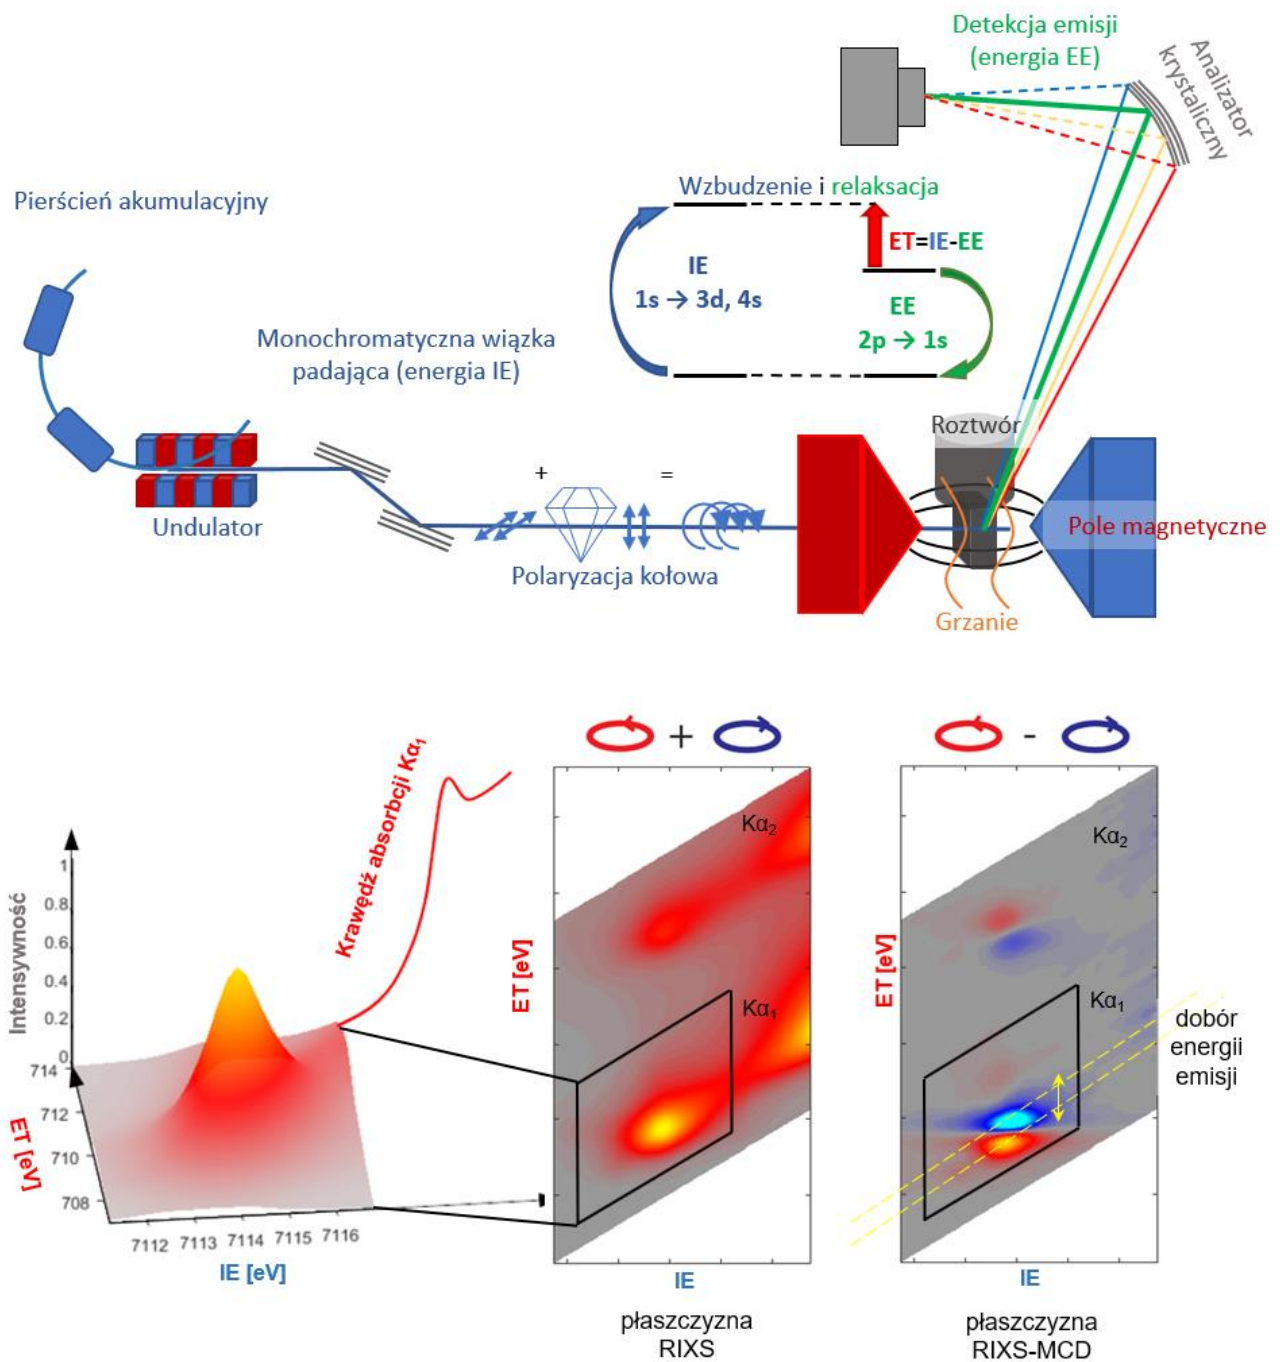 Detekcja emisji
(energia EE)
Analizator
krystaliczny
Pierścień akumulacyjny
Wzbudzenie i relaksacja
ET=IE-EE
IE
1s → 3d, 4s
EE
2p → 1s
Monochromatyczna wiązka
padająca (energia IE)
Roztwór
+
=
Undulator
Pole magnetyczne
Polaryzacja kołowa
Grzanie
+
-
Krawędź absorbcji Kα1
Kα2
Kα2
Intensywność
1
0.8
0.6
0.4
0.2
0
714
712
710
708
ET [eV]
7112 7113 7114 7115 7116
IE [eV]
ET [eV]
Kα1
ET [eV]
Kα1
dobór
energii
emisji
IE
IE
płaszczyzna
RIXS
płaszczyzna
RIXS-MCD